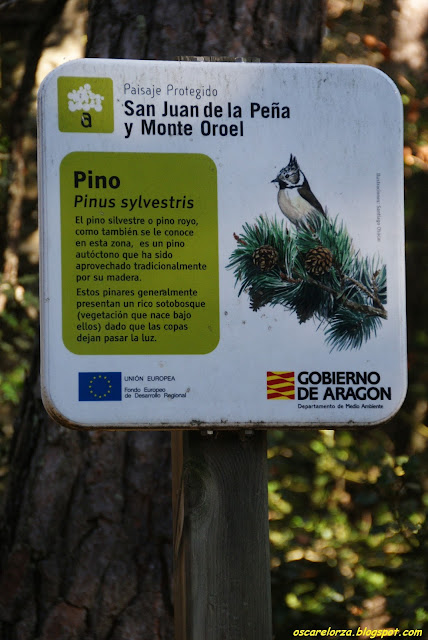 Paisaje Protegido
San Juan de la Peña
y Monte Oroel
a
Pino
Pinus sylvestris
El pino silvestre o pino royo,
como también se le conoce
en esta zona, es un pino
autóctono que ha sido
aprovechado tradicionalmente
por su madera.
Estos pinares generalmente
presentan un rico sotobosque
(vegetación que nace bajo
ellos) dado que las copas
dejan pasar la luz.
UNIÓN EUROPEA
Fondo Europeo
de Desarrollo Regional
GOBIERNO
DE ARAGON
Departamento de Medio Ambiente
oscarelorza.blogspot.com